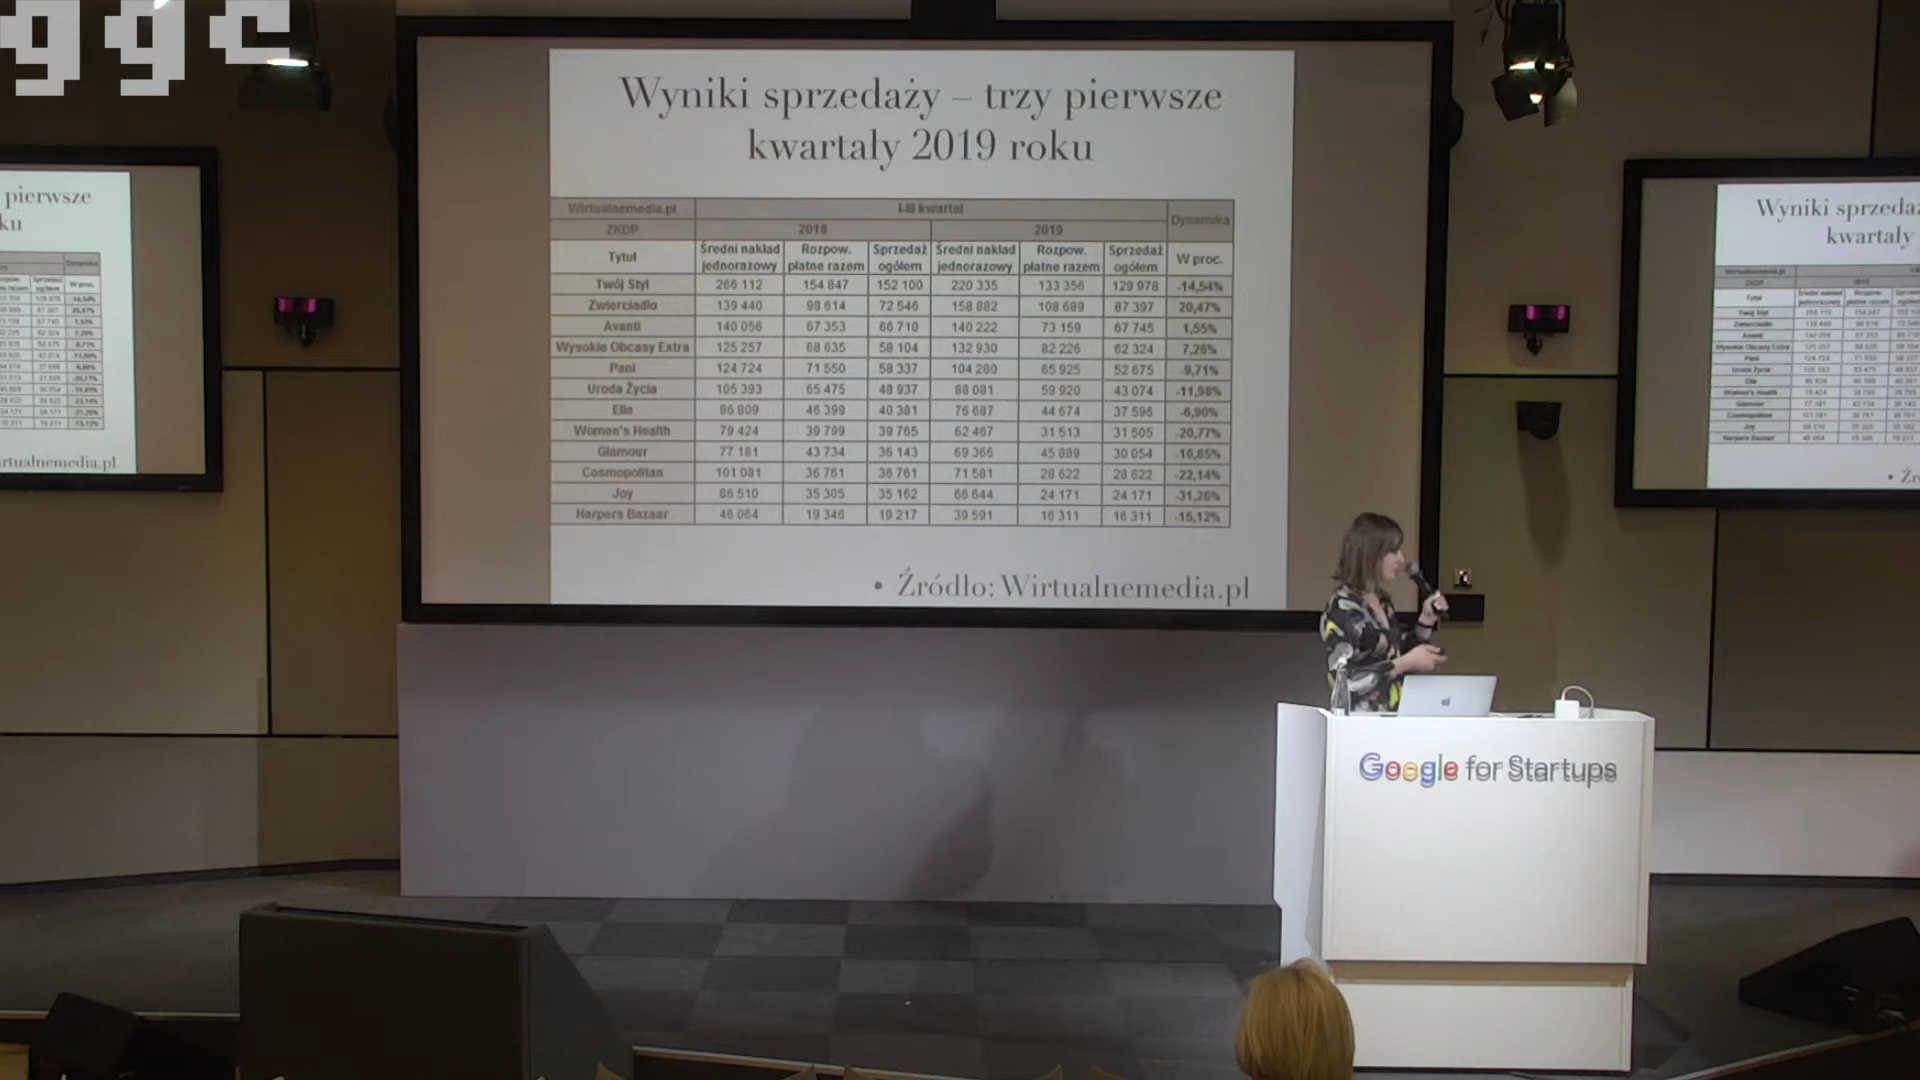 ggc
Wyniki sprzedaży – trzy pierwsze
kwartały 2019 roku
Wirtualnemedia.pl I-III kwartał Dynamika
ZKDP 2018 2019
Tytuł Średni nakład jednorazowy Rozpow. płatne razem Sprzedaż ogółem Średni nakład jednorazowy Rozpow. płatne razem Sprzedaż ogółem W proc.
Twój Styl 266 112 154 847 152 100 220 335 133 356 129 978 -14,54%
Zwierciadło 139 440 98 614 72 546 158 882 108 689 87 397 20,47%
Avanti 140 056 67 353 66 710 140 222 73 159 67 745 1,55%
Wysokie Obcasy Extra 125 257 68 635 58 104 132 930 82 226 62 324 7,26%
Pani 124 724 71 550 58 337 104 280 65 925 52 675 -9,71%
Uroda Życia 105 393 65 475 48 937 88 081 59 920 43 074 -11,98%
Elle 86 809 46 399 40 381 76 687 44 674 37 596 -6,90%
Women's Health 79 424 39 789 39 765 62 467 31 513 31 505 -20,77%
Glamour 77 181 43 734 36 143 69 366 45 889 30 054 -16,85%
Cosmopolitan 101 081 36 761 36 761 71 581 28 622 28 622 -22,14%
Joy 86 510 35 305 35 162 66 644 24 171 24 171 -31,26%
Harpers Bazaar 46 064 19 346 19 217 39 591 16 311 16 311 -15,12%
• Źródło: Wirtualnemedia.pl
pierwsze
ku
rtualnemedia.pl
Wyniki sprzedaż
kwartały
Google for Startups